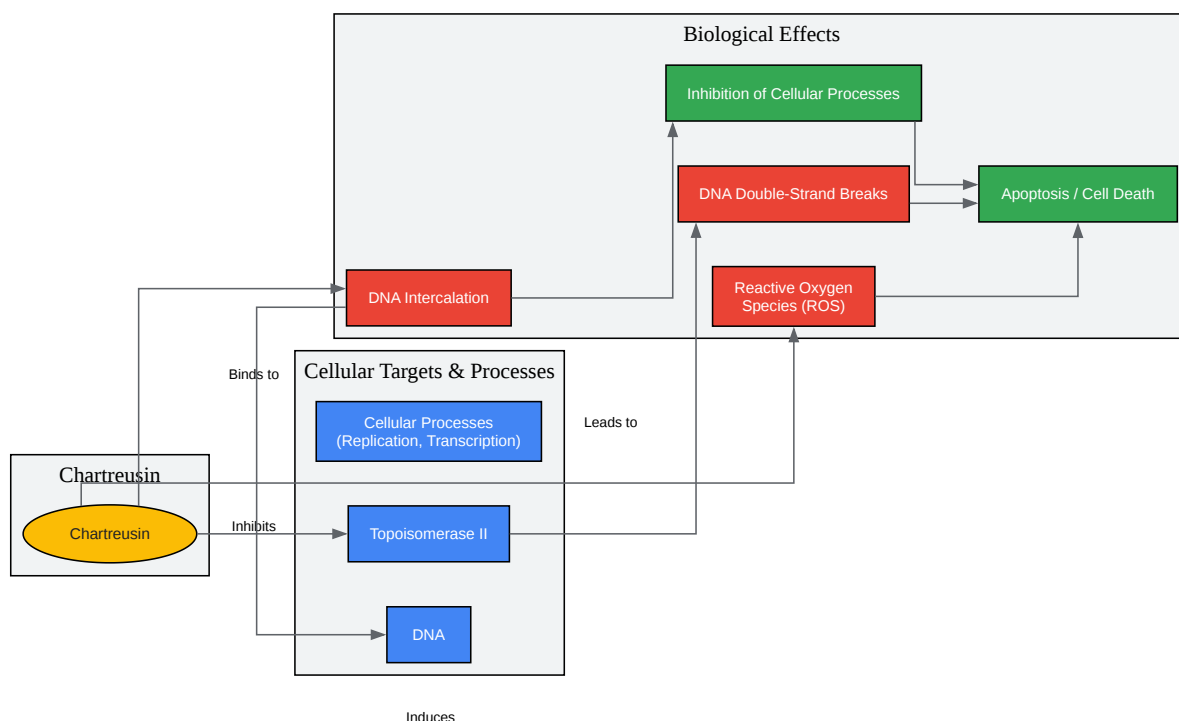 Biological Effects
Inhibition of Cellular Processes
DNA Double-Strand Breaks
Apoptosis / Cell Death
DNA Intercalation
Reactive Oxygen
Species (ROS)
Binds to
Cellular Targets & Processes
Cellular Processes
(Replication, Transcription)
Leads to
Chartreusin
Chartreusin
Inhibits
Topoisomerase II
DNA
Induces